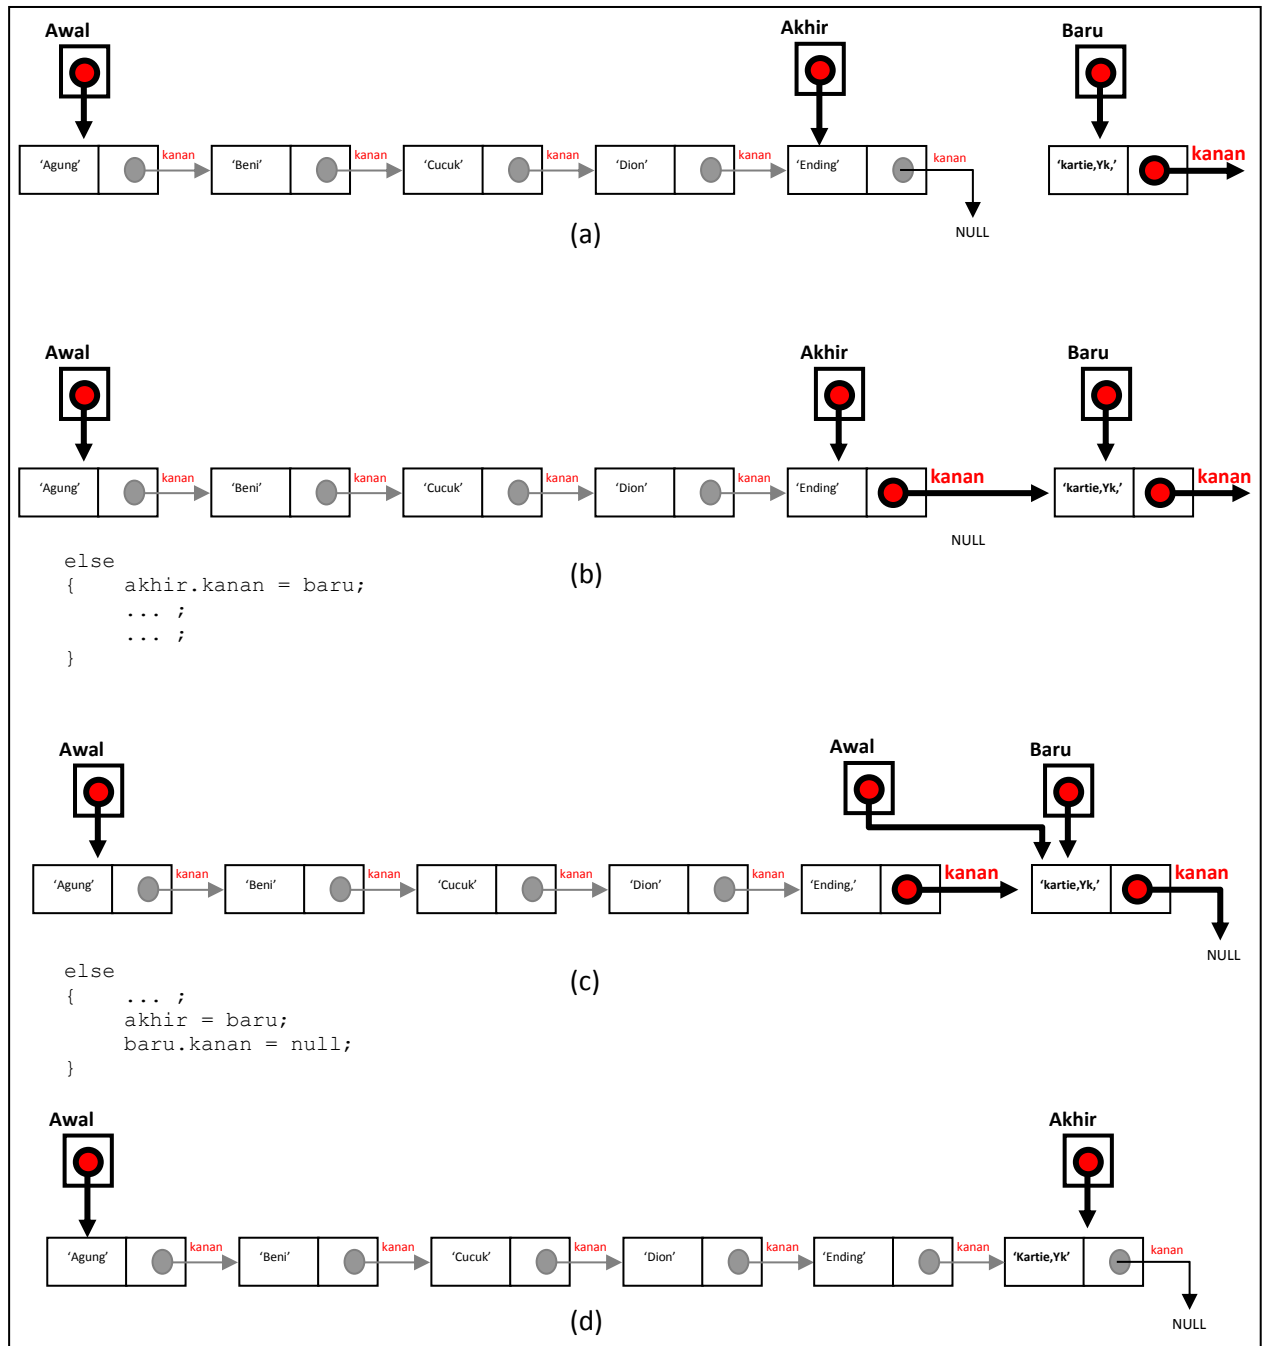 Awal Akhir Baru
‘Agung’ kanan ‘Beni’ kanan ‘Cucuk’ kanan ‘Dion’ kanan ‘Ending’ kanan ‘kartie,Yk,’ kanan
NULL
(a)
Awal Akhir Baru
‘Agung’ kanan ‘Beni’ kanan ‘Cucuk’ kanan ‘Dion’ kanan ‘Ending’ kanan ‘kartie,Yk,’ kanan
NULL
(b)
else
{ akhir.kanan = baru;
... ;
... ;
}
Awal Awal Baru
‘Agung’ kanan ‘Beni’ kanan ‘Cucuk’ kanan ‘Dion’ kanan ‘Ending,’ kanan ‘kartie,Yk,’ kanan
NULL
(c)
else
{ ... ;
akhir = baru;
baru.kanan = null;
}
Awal Akhir
‘Agung’ kanan ‘Beni’ kanan ‘Cucuk’ kanan ‘Dion’ kanan ‘Ending’ kanan ‘Kartie,Yk’ kanan
NULL
(d)